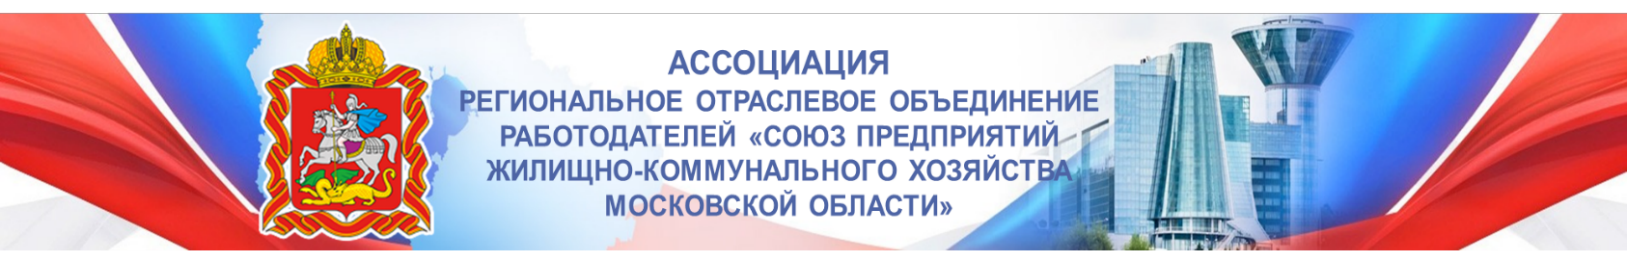 АССОЦИАЦИЯ
РЕГИОНАЛЬНОЕ ОТРАСЛЕВОЕ ОБЪЕДИНЕНИЕ
РАБОТОДАТЕЛЕЙ «СОЮЗ ПРЕДПРИЯТИЙ
ЖИЛИЩНО-КОММУНАЛЬНОГО ХОЗЯЙСТВА
МОСКОВСКОЙ ОБЛАСТИ»